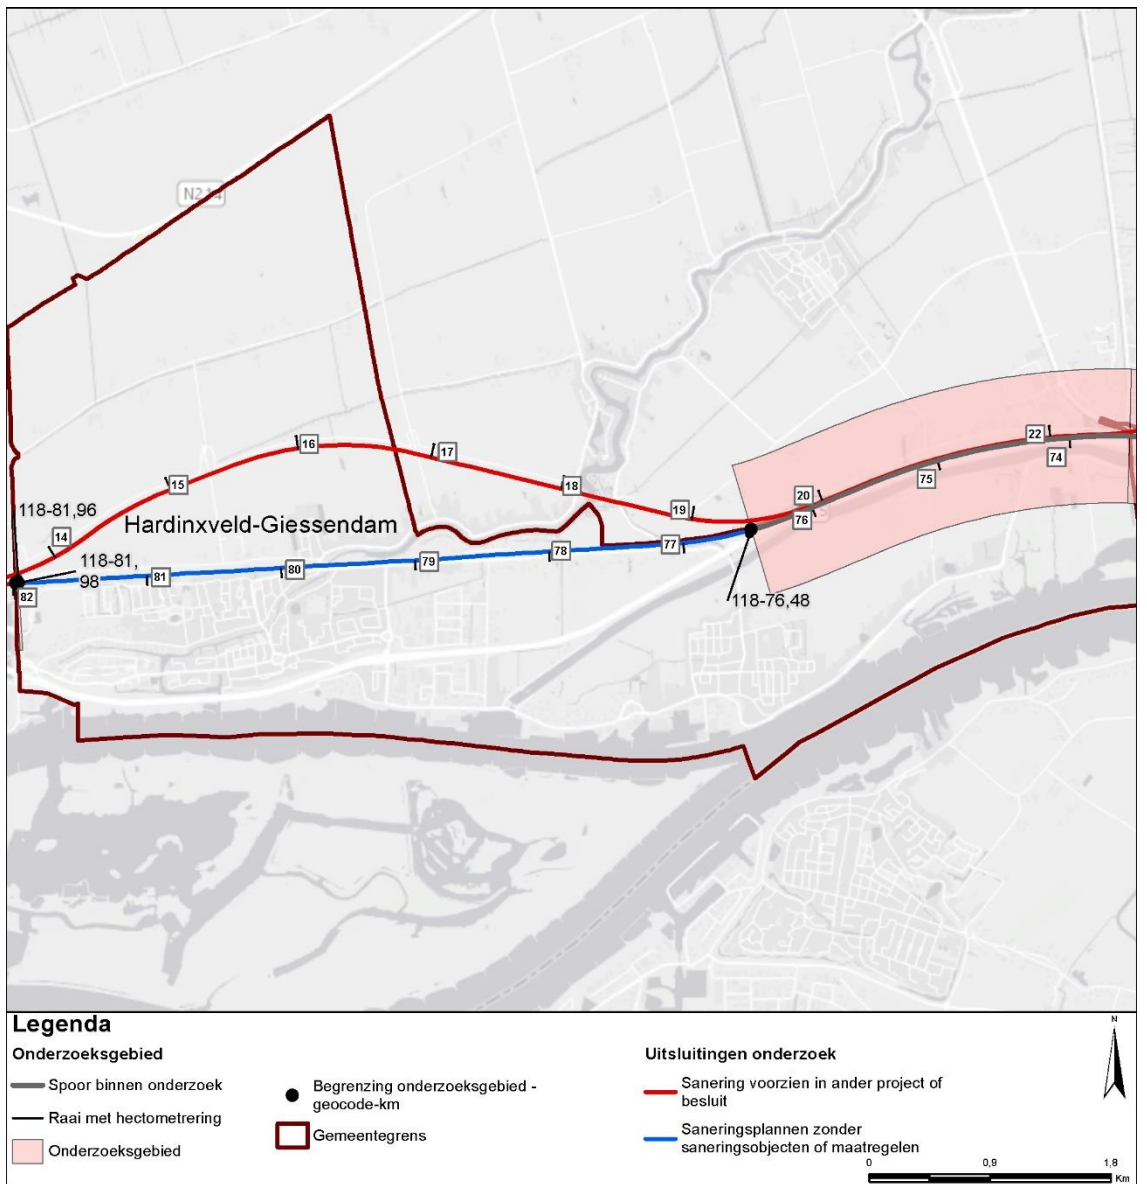 N214
22
74
75
16
17
20
76
15
18
19
118-81,96
14
Hardinxveld-Giessendam
77
78
79
118-81,
98
80
81
82
118-76,48
Legenda
Onderzoeksgebied
Spoor binnen onderzoek
Raai met hectometrering
Onderzoeksgebied
Begrenzing onderzoeksgebied -
geocode-km
Gemeentegrens
Uitsluitingen onderzoek
Sanering voorzien in ander project of
besluit
Saneringsplannen zonder
saneringsobjecten of maatregelen
N
0 0,9 1,8
Km